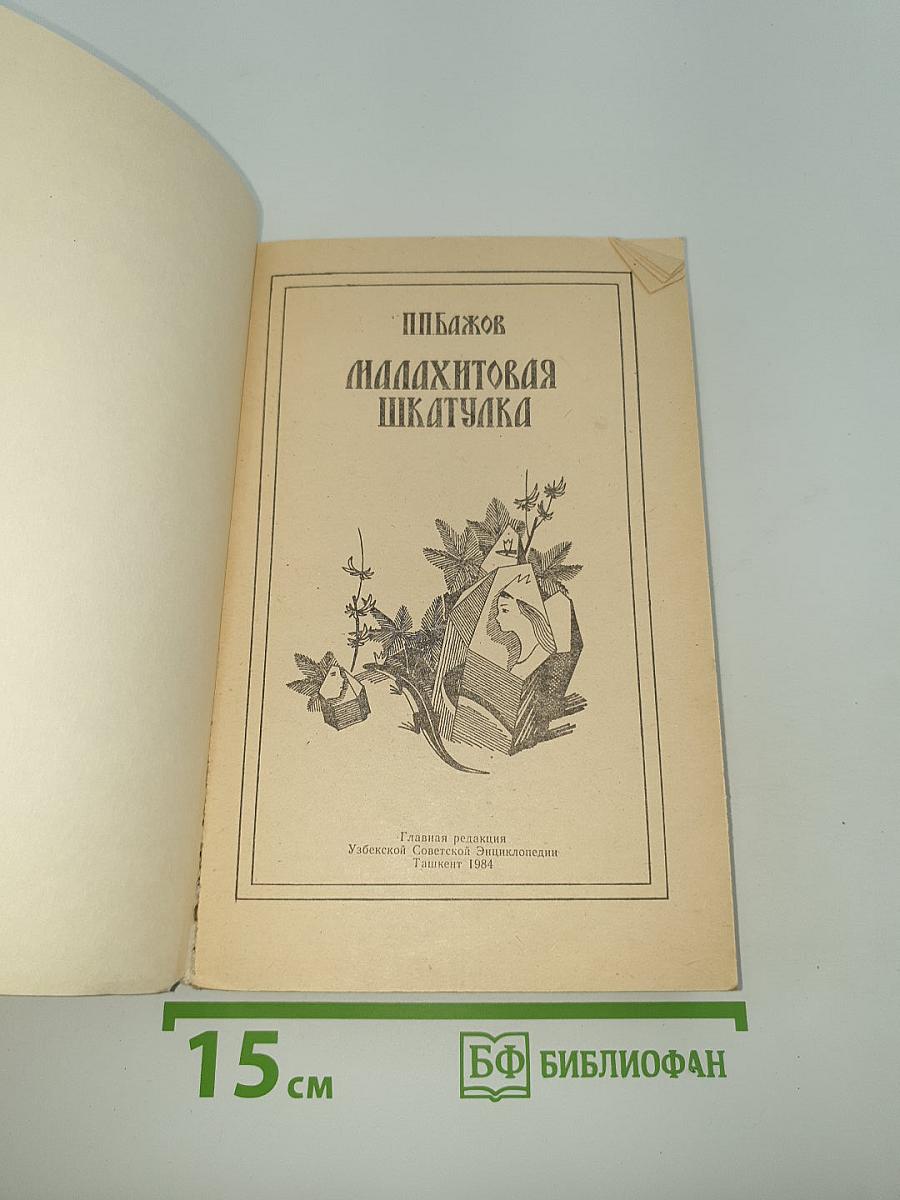 П П Бажов
МАЛАХИТОВАЯ
ШКАТУЛКА
Главная редакция
Узбекской Советской Энциклопедии
Ташкент 1984
15 см
БФ БИБЛИОФАН